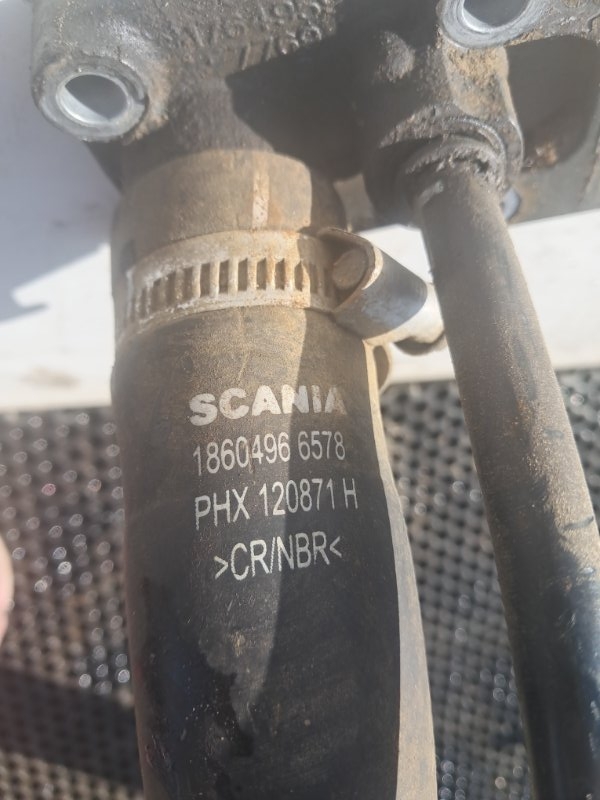 SCANIA
1860496 6578
PHX 120871 H
>CR/NBR<